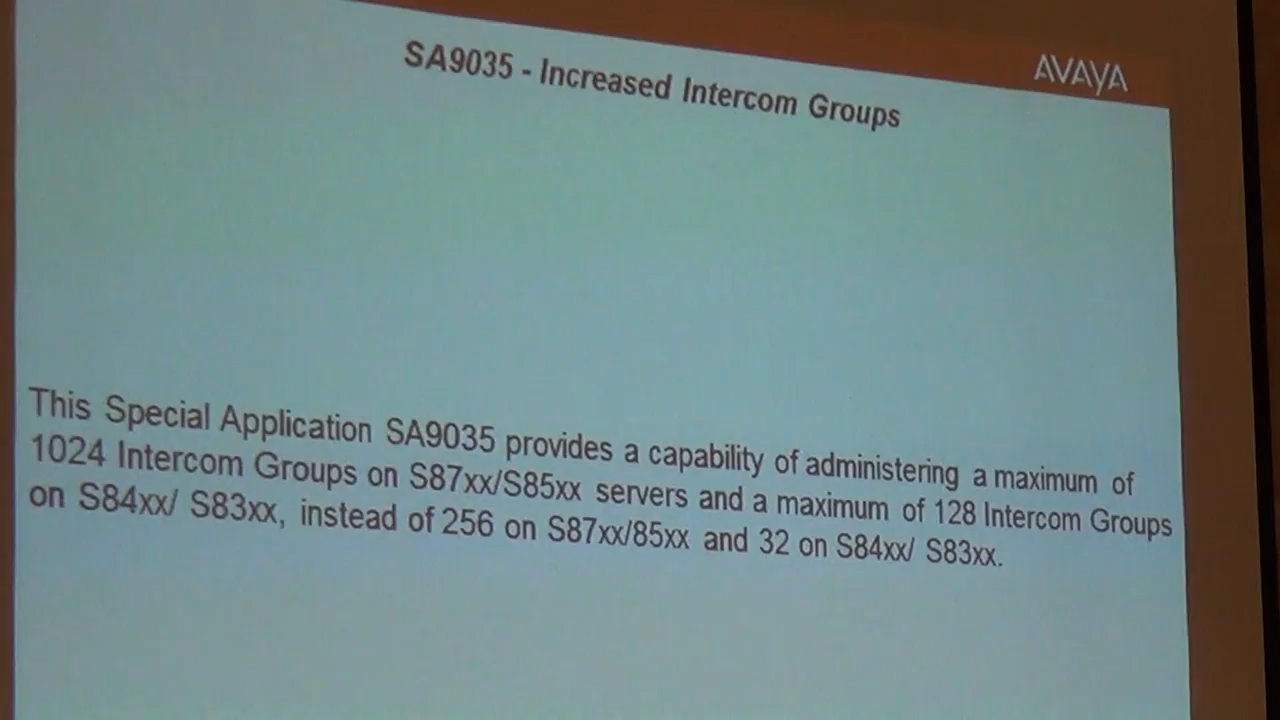 SA9035 - Increased Intercom Groups
AVAYA
This Special Application SA9035 provides a capability of administering a maximum of
1024 Intercom Groups on S87xx/S85xx servers and a maximum of 128 Intercom Groups
on S84xx/ S83xx, instead of 256 on S87xx/85xx and 32 on S84xx/ S83xx.